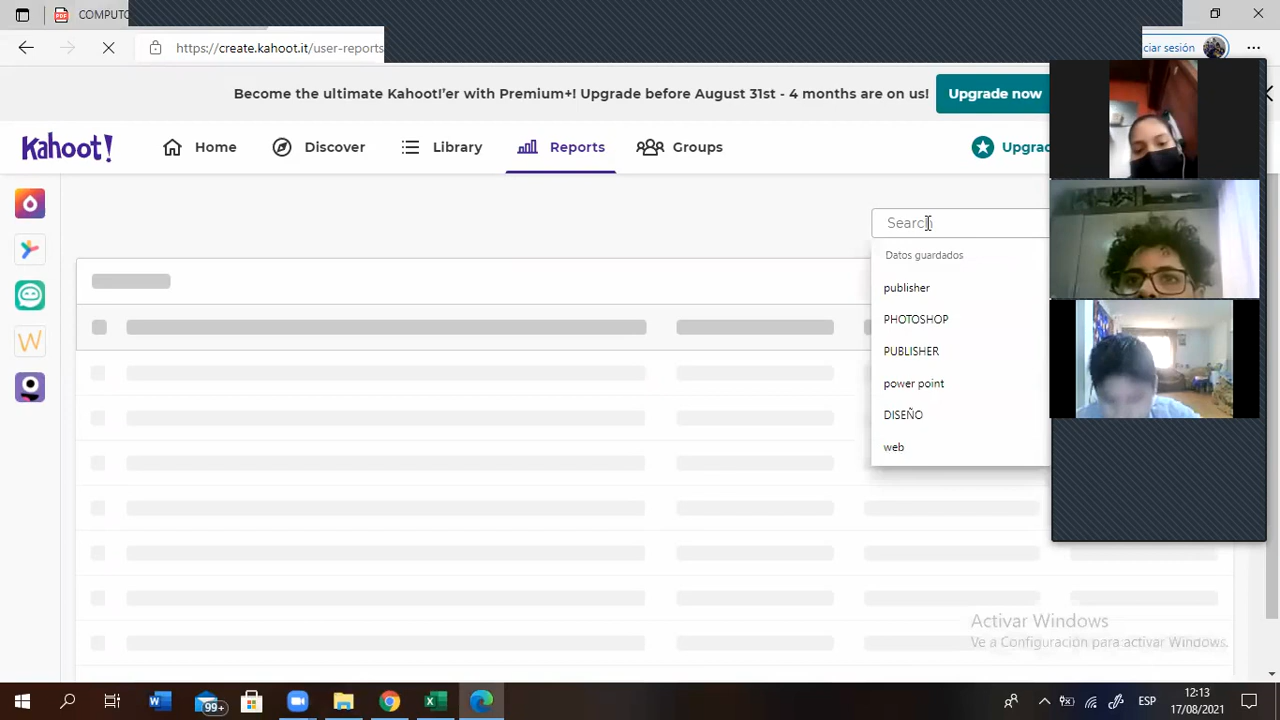 COMPUTO
https://create.kahoot.it/user-reports
ciar sesión
Become the ultimate Kahoot!'er with Premium+! Upgrade before August 31st - 4 months are on us!
Upgrade now
Kahoot!
Home
Discover
Library
Reports
Groups
Upgrad
Search
Datos guardados
publisher
PHOTOSHOP
PUBLISHER
power point
DISEÑO
web
Activar Windows
Ve a Configuración para activar Windows.
99+
ESP
12:13
17/08/2021